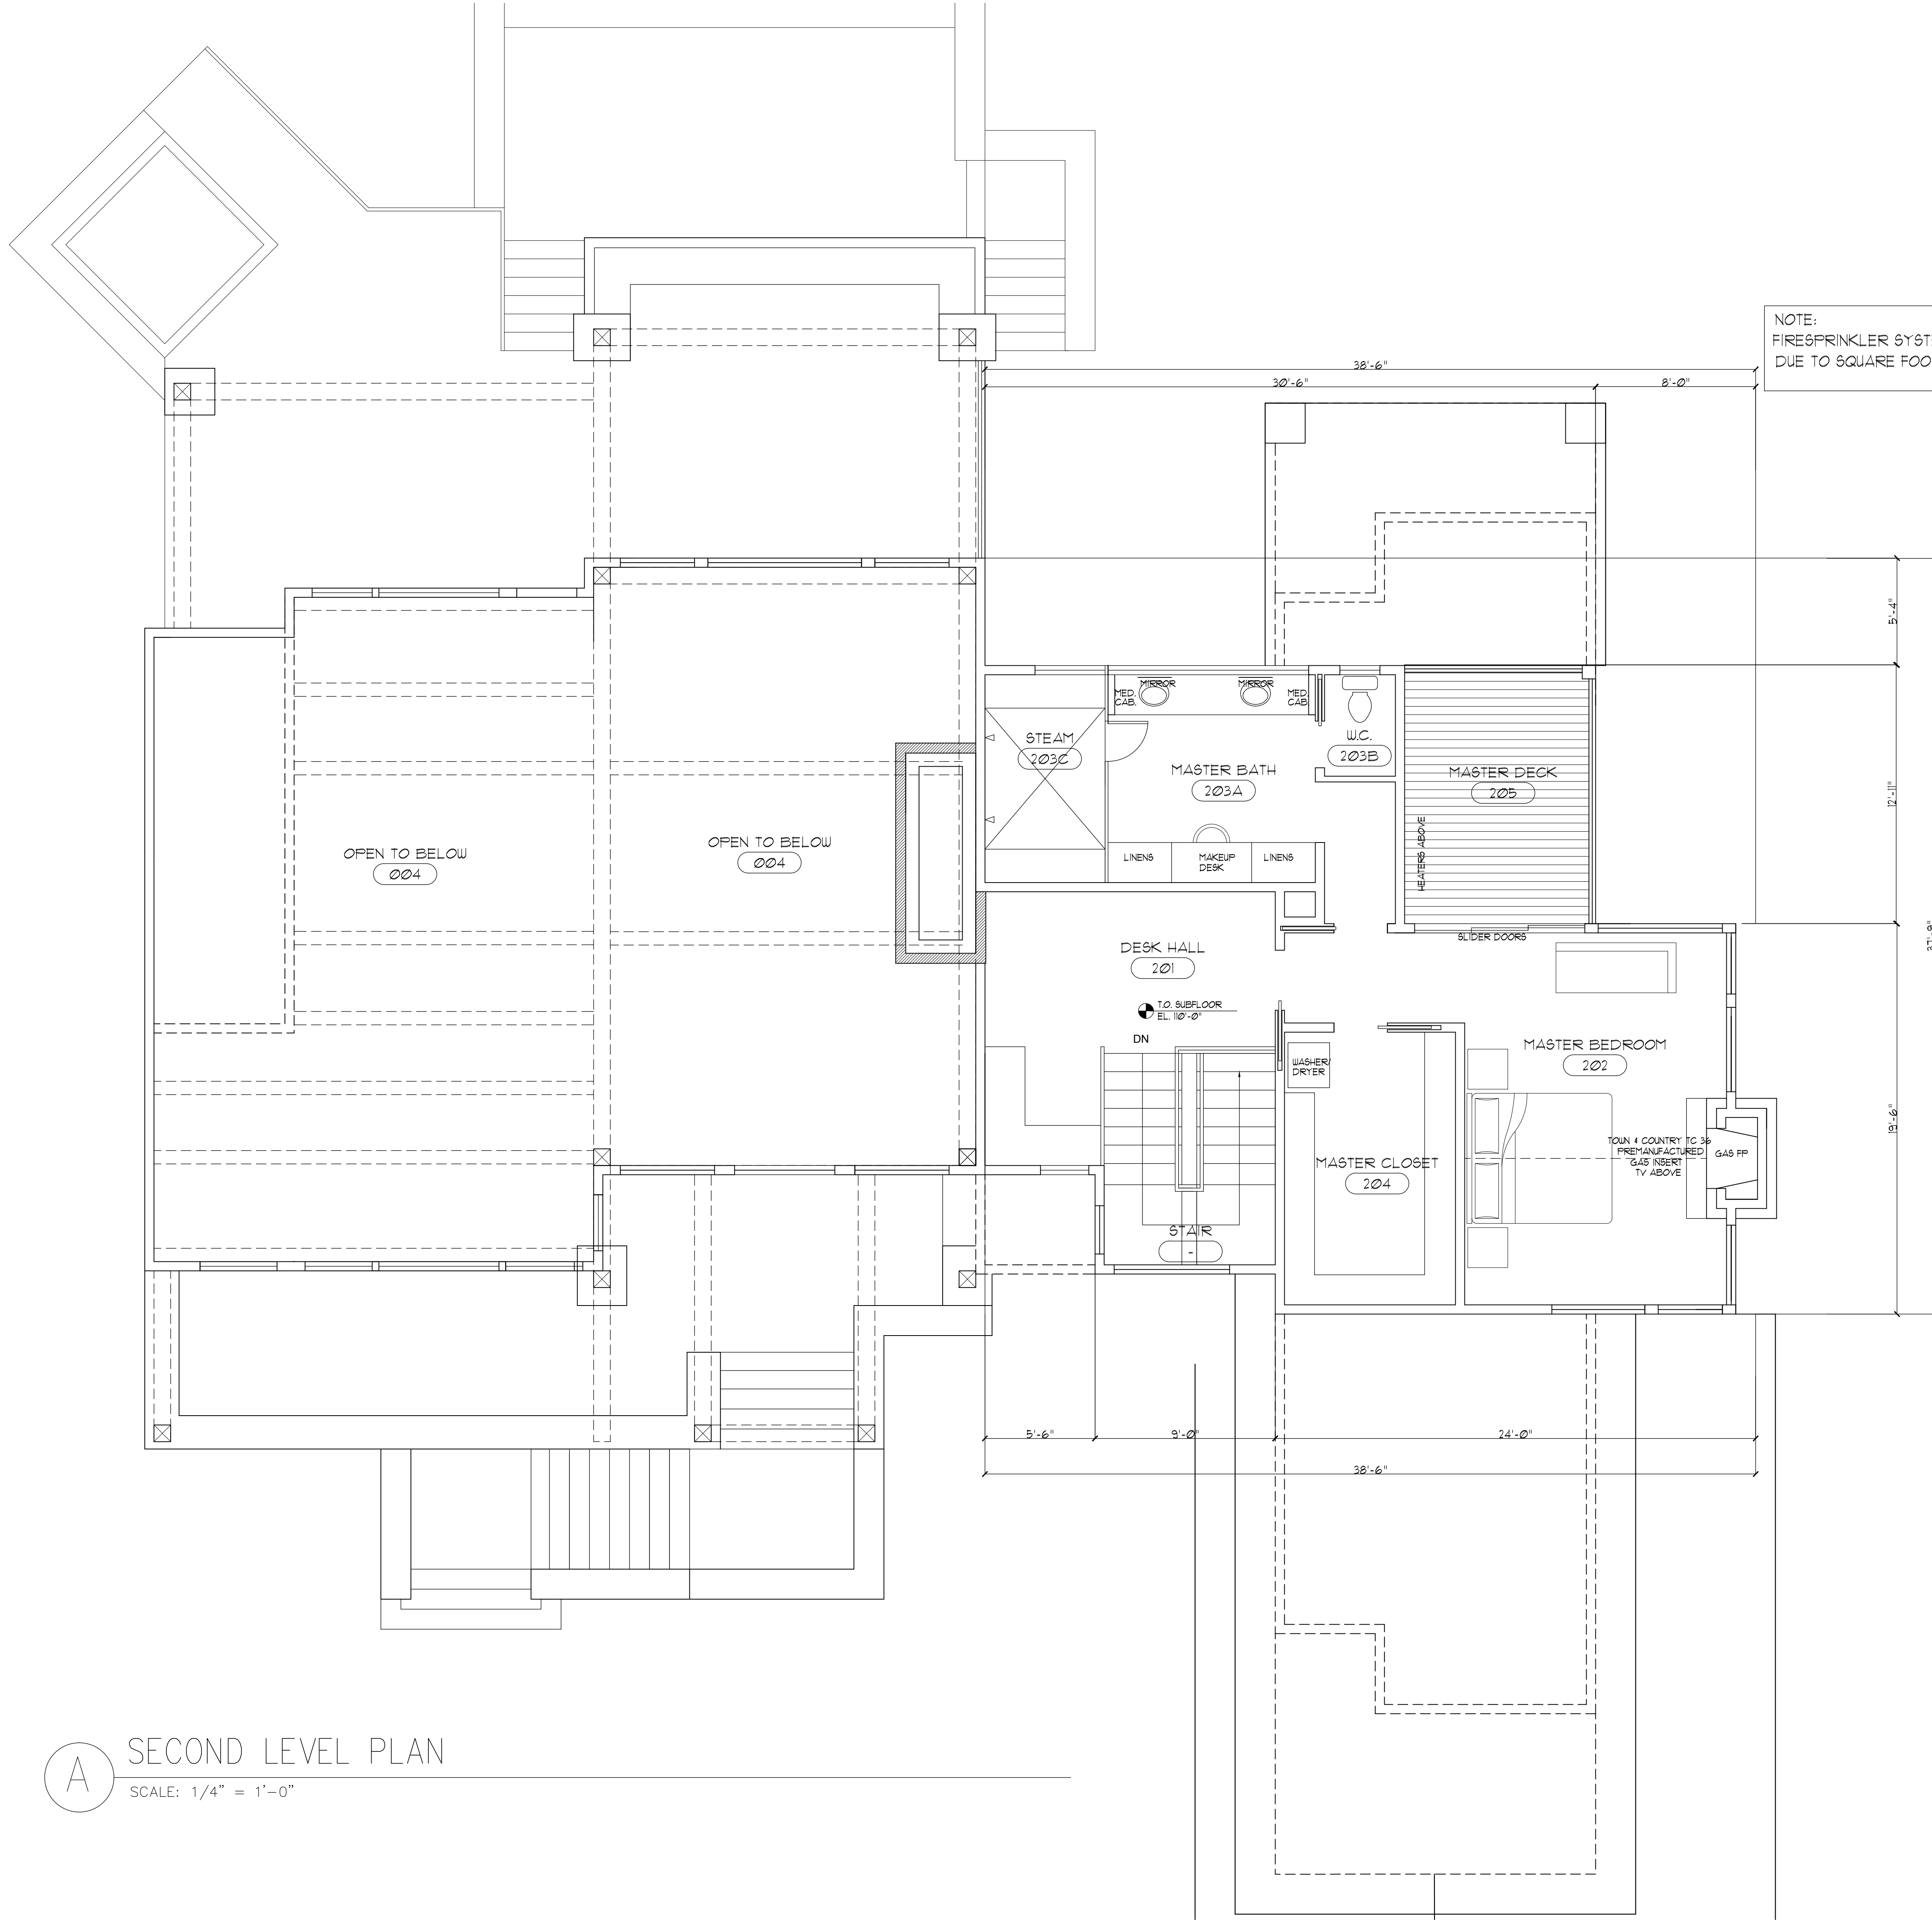 NOTE:
FIRESPRINKLER SYST
DUE TO SQUARE FOO
38'-6"
30'-6"
8'-0"
5'-4"
12'-11"
37'-9"
19'-6"
MED.
CAB.
MIRROR
MIRROR
MED.
CAB.
STEAM
203C
W.C.
203B
MASTER BATH
203A
MASTER DECK
205
HEATERS ABOVE
OPEN TO BELOW
004
OPEN TO BELOW
004
LINENS
MAKEUP
DESK
LINENS
SLIDER DOORS
DESK HALL
201
T.O. SUBFLOOR
EL. 110'-0"
DN
WASHER/
DRYER
MASTER BEDROOM
202
TOWN & COUNTRY TC 36
PREMANUFACTURED
GAS INSERT
TV ABOVE
GAS FP
MASTER CLOSET
204
STAIR
-
5'-6"
9'-0"
24'-0"
38'-6"
A
SECOND LEVEL PLAN
SCALE: 1/4" = 1'-0"